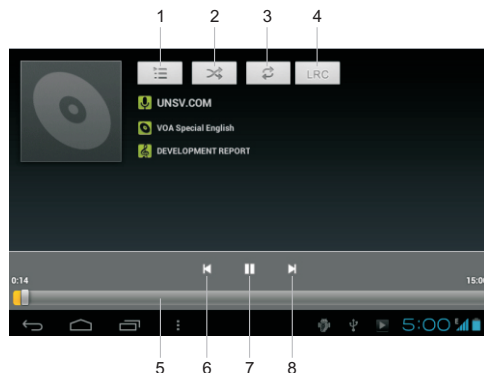 1 2 3 4
LRC
UNSV.COM
VOA Special English
DEVELOPMENT REPORT
0:14 15:00
5:00
5 6 7 8